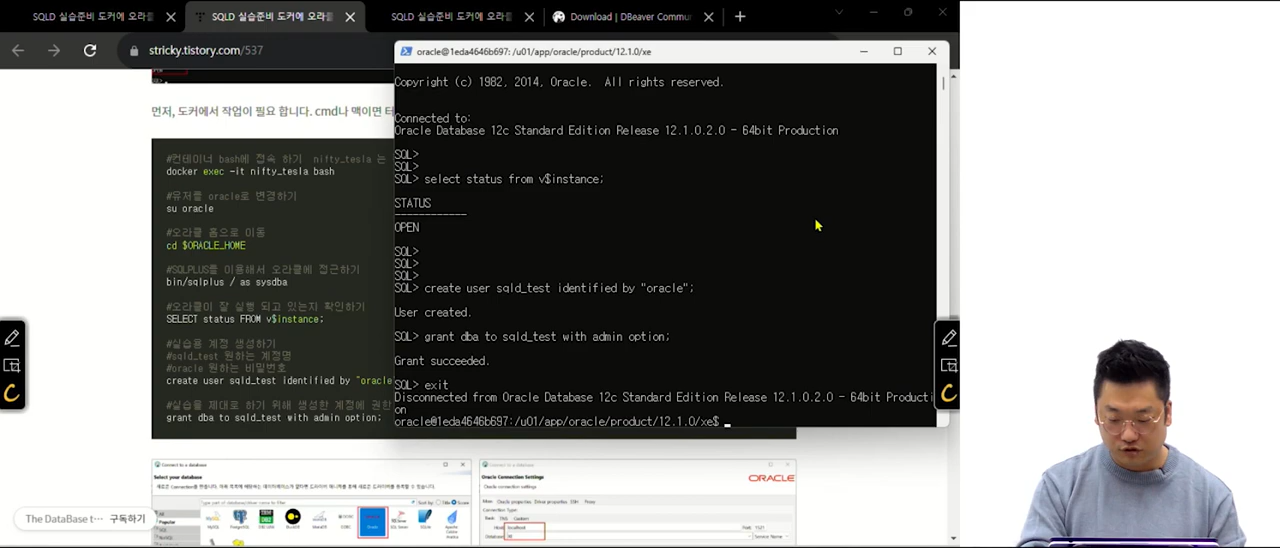 SQLD 실습준비 도커에 오라클
SQLD 실습준비 도커에 오라클
SQLD 실습준비 도커에 오라클
Download | DBeaver Commu
stricky.tistory.com/537
oracle@1eda4646b697: /u01/app/oracle/product/12.1.0/xe
먼저, 도커에서 작업이 필요 합니다. cmd나 맥이면 터
#컨테이너 bash에 접속 하기 nifty_tesla 는
docker exec -it nifty_tesla bash
#유저를 oracle로 변경하기
su oracle
#오라클 홈으로 이동
cd $ORACLE_HOME
#SQLPLUS를 이용해서 오라클에 접근하기
bin/sqlplus / as sysdba
#오라클이 잘 실행 되고 있는지 확인하기
SELECT status FROM v$instance;
#실습용 계정 생성하기
#sqld_test 원하는 계정명
#oracle 원하는 비밀번호
create user sqld_test identified by "oracle
#실습을 제대로 하기 위해 생성한 계정에 권한
grant dba to sqld_test with admin option;
Copyright (c) 1982, 2014, Oracle.  All rights reserved.
Connected to:
Oracle Database 12c Standard Edition Release 12.1.0.2.0 - 64bit Production
SQL>
SQL>
SQL> select status from v$instance;
STATUS
------------
OPEN
SQL>
SQL>
SQL>
SQL> create user sqld_test identified by "oracle";
User created.
SQL> grant dba to sqld_test with admin option;
Grant succeeded.
SQL> exit
Disconnected from Oracle Database 12c Standard Edition Release 12.1.0.2.0 - 64bit Producti
on
oracle@1eda4646b697:/u01/app/oracle/product/12.1.0/xe$
Connect to a database
Select your database
Connect to a database
Oracle Connection Settings
Oracle connection settings
ORACLE
The DataBase t… 구독하기